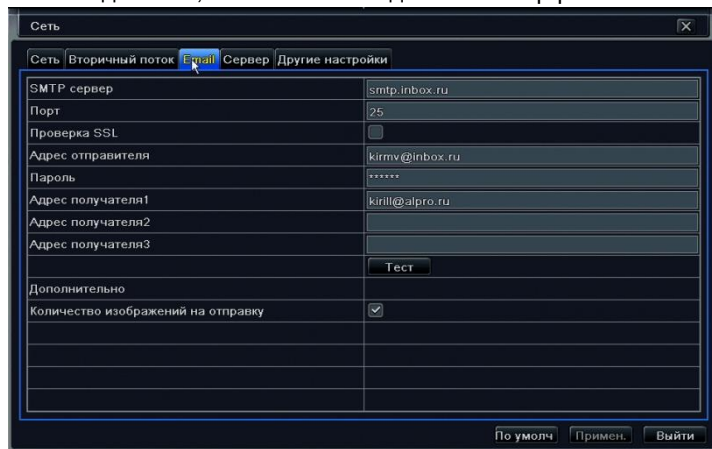 Сеть
Сеть Вторичный поток Email Сервер Другие настройки
SMTP сервер smtp.inbox.ru
Порт 25
Проверка SSL
Адрес отправителя kirmv@inbox.ru
Пароль ******
Адрес получателя1 kirill@alpro.ru
Адрес получателя2
Адрес получателя3
Тест
Дополнительно
Количество изображений на отправку
По умолч Примен. Выйти